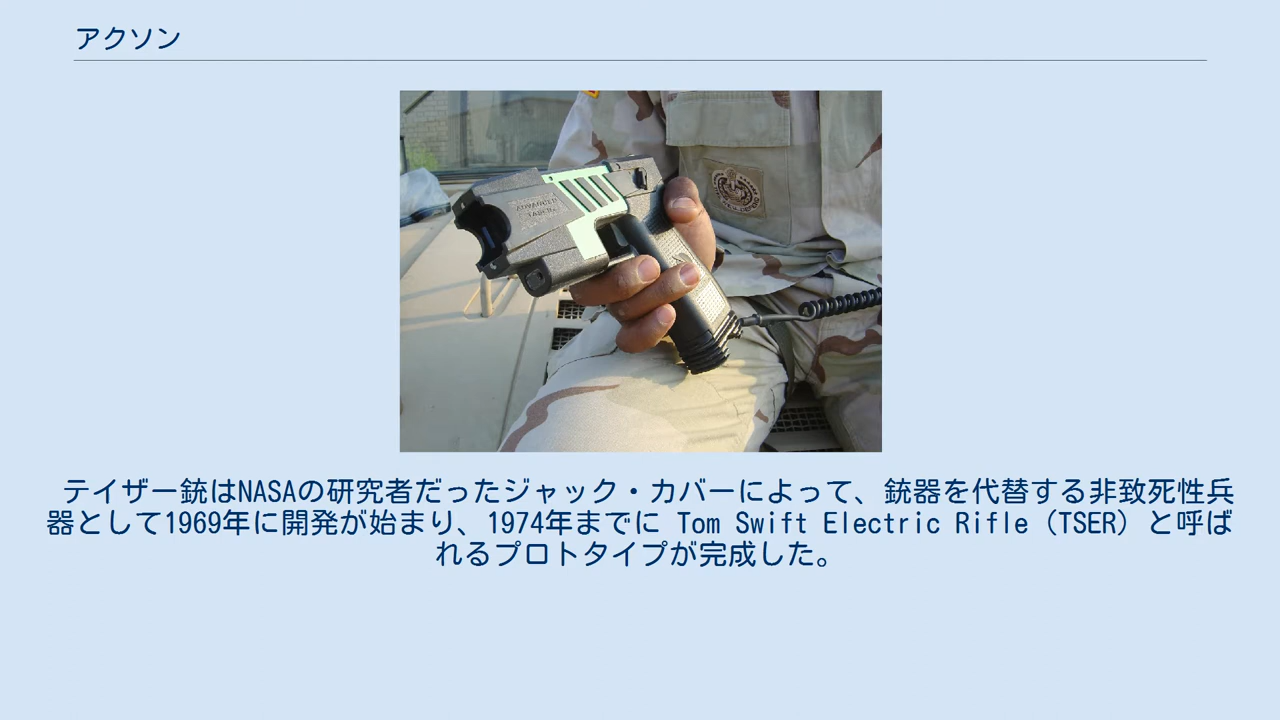 アクソン
ADVANCED
TASER
テイザー銃はNASAの研究者だったジャック・カバーによって、銃器を代替する非致死性兵
器として1969年に開発が始まり、1974年までに Tom Swift Electric Rifle（TSER）と呼ば
れるプロトタイプが完成した。